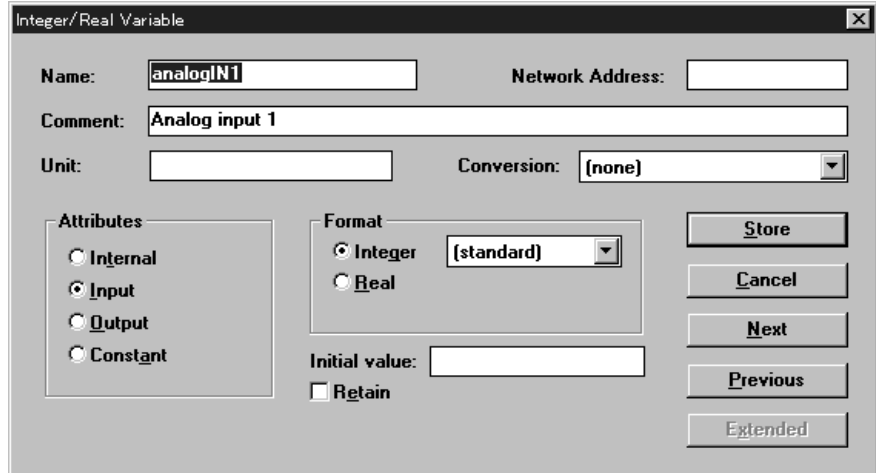 Integer/Real Variable
Name: analogIN1 Network Address:
Comment: Analog input 1
Unit: Conversion: (none)
Attributes Format Store
Internal Integer (standard)
Input Real Cancel
Output Next
Constant Initial value:
Retain Previous
Extended